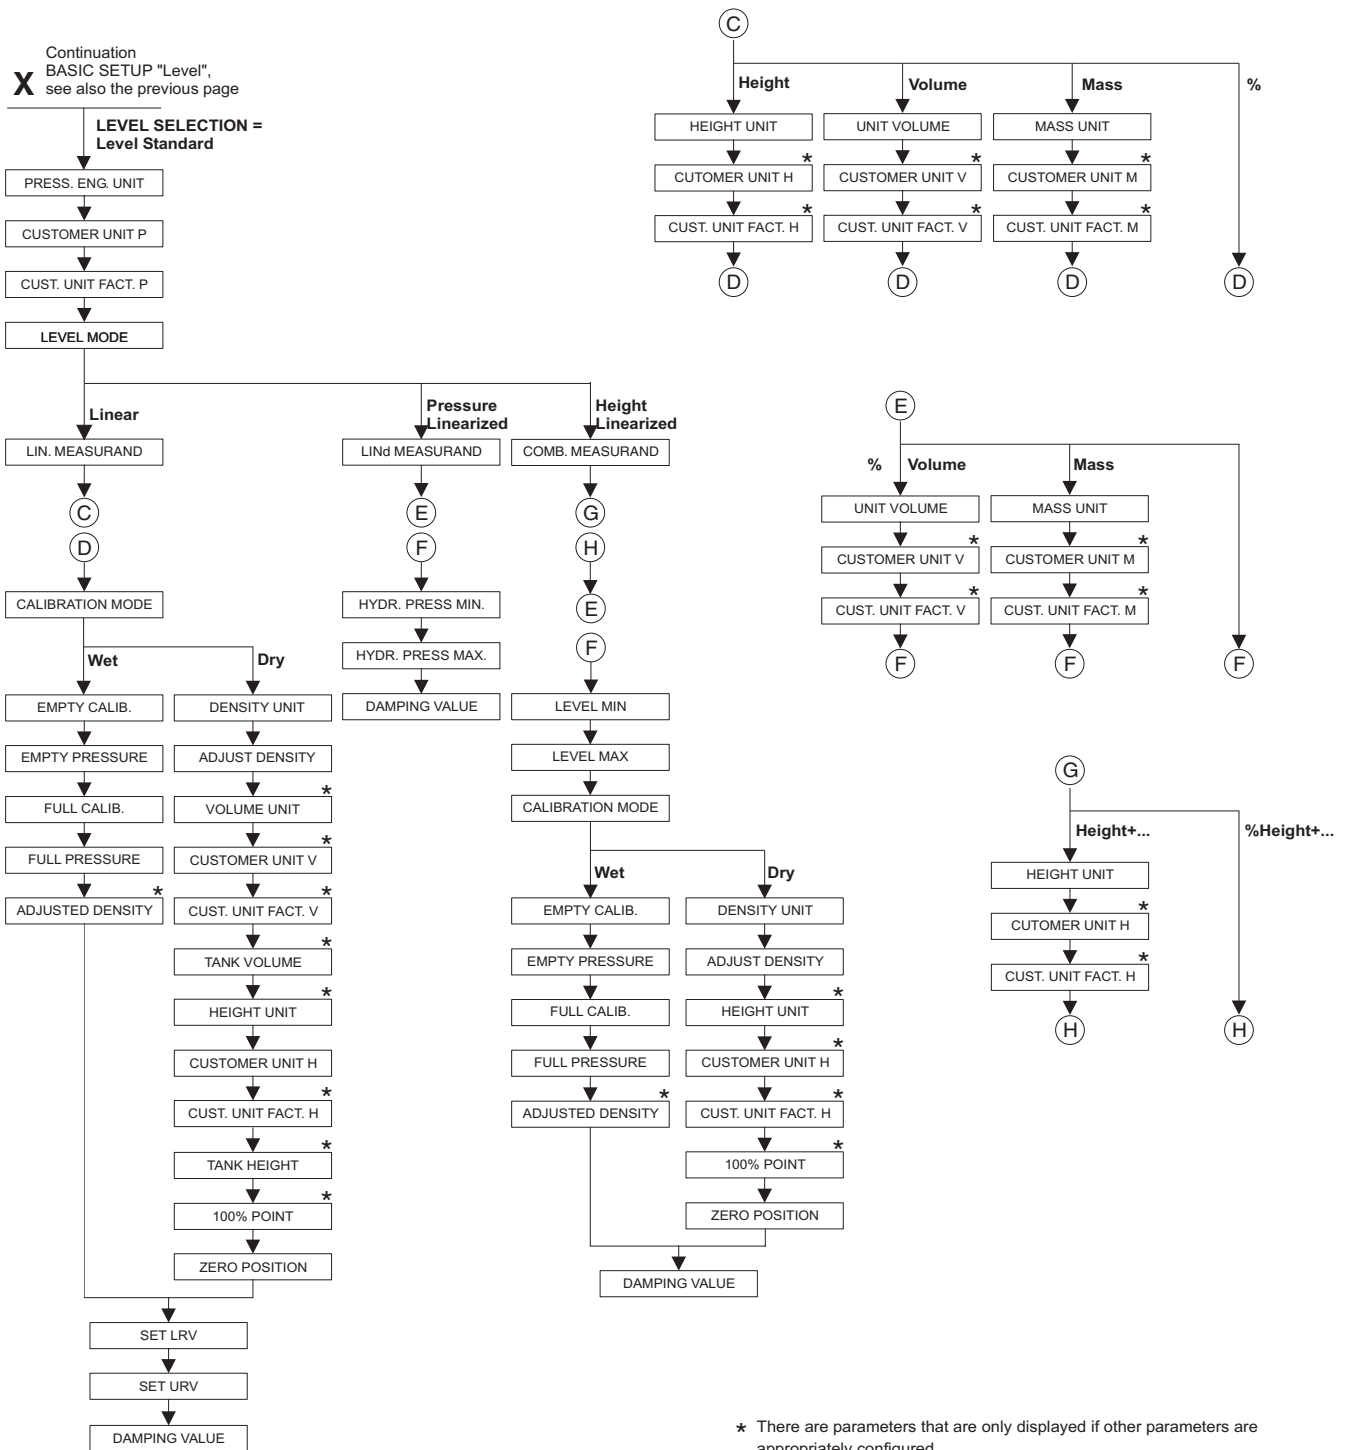 X
Continuation
BASIC SETUP "Level",
see also the previous page
LEVEL SELECTION =
Level Standard
PRESS. ENG. UNIT
CUSTOMER UNIT P
CUST. UNIT FACT. P
LEVEL MODE
Linear
LIN. MEASURAND
C
D
CALIBRATION MODE
Wet
EMPTY CALIB.
EMPTY PRESSURE
FULL CALIB.
FULL PRESSURE
*
ADJUSTED DENSITY
Dry
DENSITY UNIT
ADJUST DENSITY
*
VOLUME UNIT
*
CUSTOMER UNIT V
*
CUST. UNIT FACT. V
*
TANK VOLUME
*
HEIGHT UNIT
CUSTOMER UNIT H
*
CUST. UNIT FACT. H
*
TANK HEIGHT
*
100% POINT
ZERO POSITION
SET LRV
SET URV
DAMPING VALUE
Pressure
Linearized
LINd MEASURAND
E
F
HYDR. PRESS MIN.
HYDR. PRESS MAX.
DAMPING VALUE
Height
Linearized
COMB. MEASURAND
G
H
E
F
LEVEL MIN
LEVEL MAX
CALIBRATION MODE
Wet
EMPTY CALIB.
EMPTY PRESSURE
FULL CALIB.
FULL PRESSURE
*
ADJUSTED DENSITY
Dry
DENSITY UNIT
ADJUST DENSITY
*
HEIGHT UNIT
*
CUSTOMER UNIT H
*
CUST. UNIT FACT. H
*
100% POINT
ZERO POSITION
DAMPING VALUE
C
Height
HEIGHT UNIT
*
CUTOMER UNIT H
*
CUST. UNIT FACT. H
D
Volume
UNIT VOLUME
*
CUSTOMER UNIT V
*
CUST. UNIT FACT. V
D
Mass
MASS UNIT
*
CUSTOMER UNIT M
*
CUST. UNIT FACT. M
D
%
D
E
% Volume
UNIT VOLUME
*
CUSTOMER UNIT V
*
CUST. UNIT FACT. V
F
Mass
MASS UNIT
*
CUSTOMER UNIT M
*
CUST. UNIT FACT. M
F
F
G
Height+...
HEIGHT UNIT
*
CUTOMER UNIT H
*
CUST. UNIT FACT. H
H
%Height+...
H
* There are parameters that are only displayed if other parameters are
appropriately configured